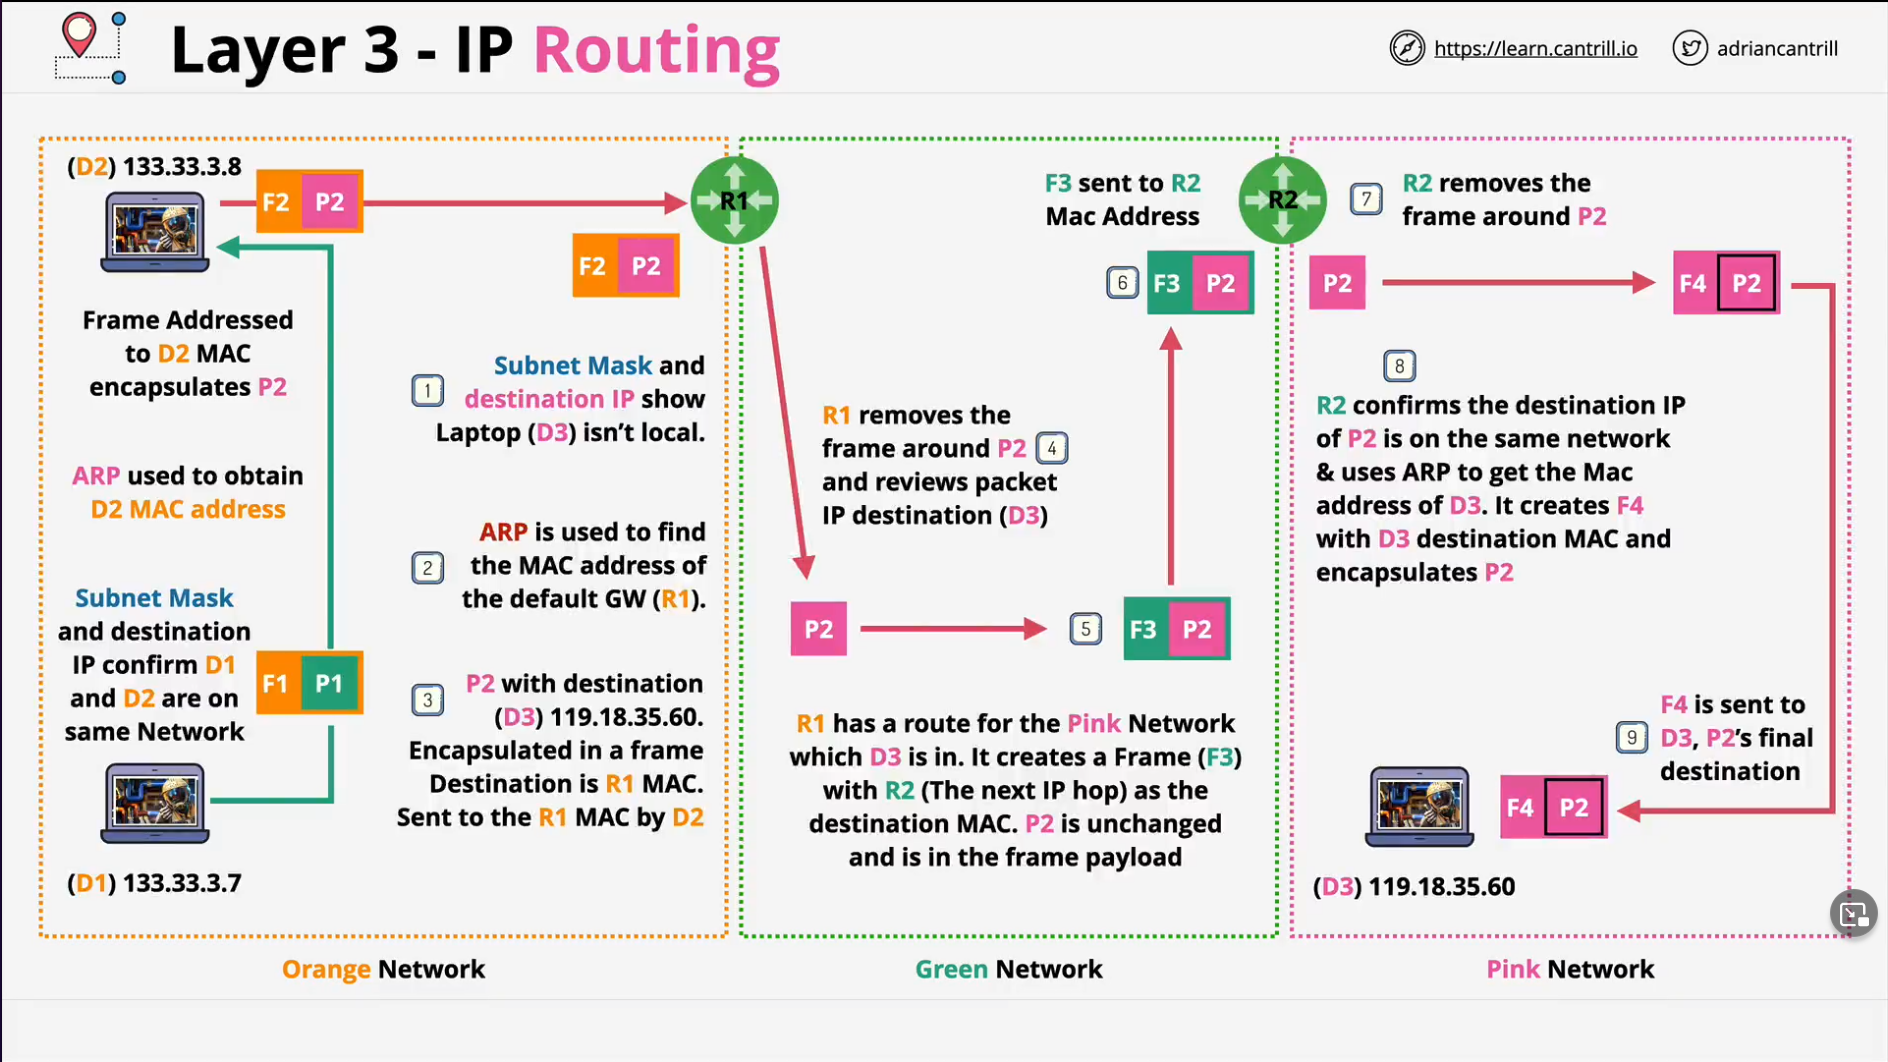 Layer 3 - IP Routing
https://learn.cantrill.io
adriancantrill
(D2) 133.33.3.8
F2 P2
R1
F2 P2
Frame Addressed
to D2 MAC
encapsulates P2
ARP used to obtain
D2 MAC address
Subnet Mask
and destination
IP confirm D1
and D2 are on
same Network
F1 P1
(D1) 133.33.3.7
1
Subnet Mask and
destination IP show
Laptop (D3) isn't local.
2
ARP is used to find
the MAC address of
the default GW (R1).
3
P2 with destination
(D3) 119.18.35.60.
Encapsulated in a frame
Destination is R1 MAC.
Sent to the R1 MAC by D2
Orange Network
R1 removes the
frame around P2 4
and reviews packet
IP destination (D3)
P2
5
F3 P2
R1 has a route for the Pink Network
which D3 is in. It creates a Frame (F3)
with R2 (The next IP hop) as the
destination MAC. P2 is unchanged
and is in the frame payload
F3 sent to R2
Mac Address
6
F3 P2
Green Network
R2
7
R2 removes the
frame around P2
P2
F4 P2
8
R2 confirms the destination IP
of P2 is on the same network
& uses ARP to get the Mac
address of D3. It creates F4
with D3 destination MAC and
encapsulates P2
9
F4 is sent to
D3, P2's final
destination
F4 P2
(D3) 119.18.35.60
Pink Network